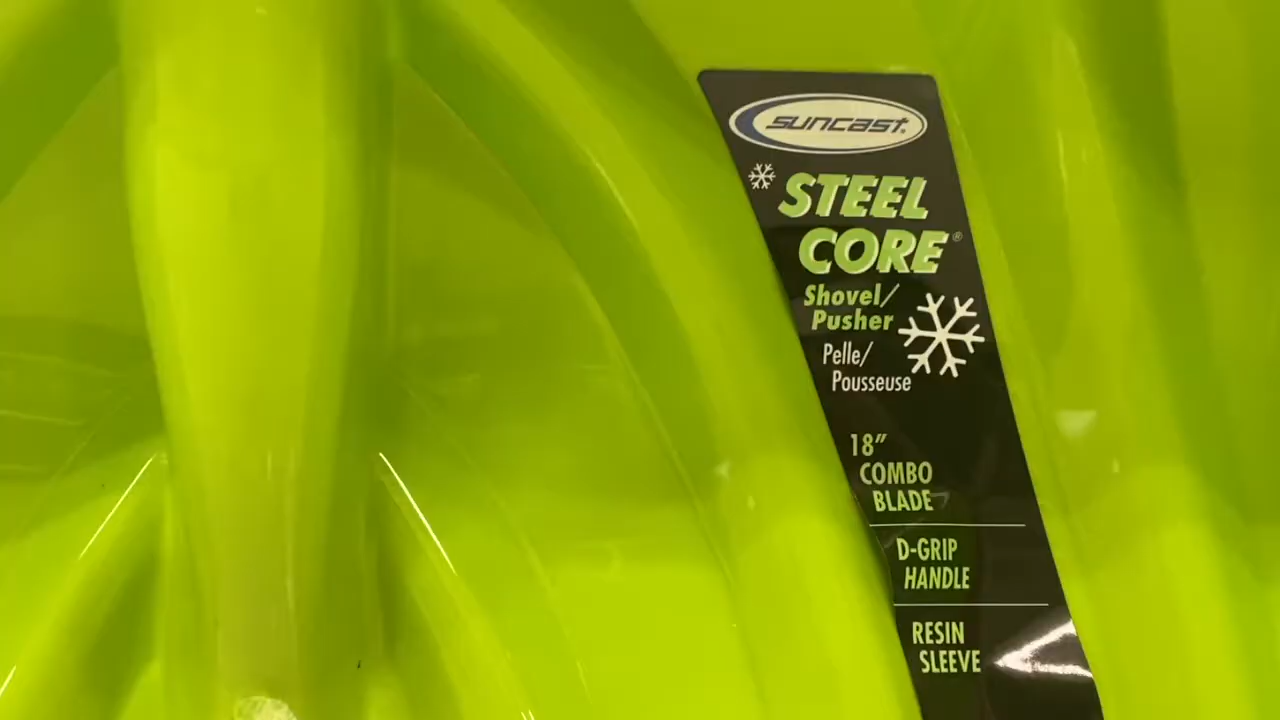 suncast.
STEEL
CORE®
Shovel/
Pusher
Pelle/
Pousseuse
18"
COMBO
BLADE
D-GRIP
HANDLE
RESIN
SLEEVE